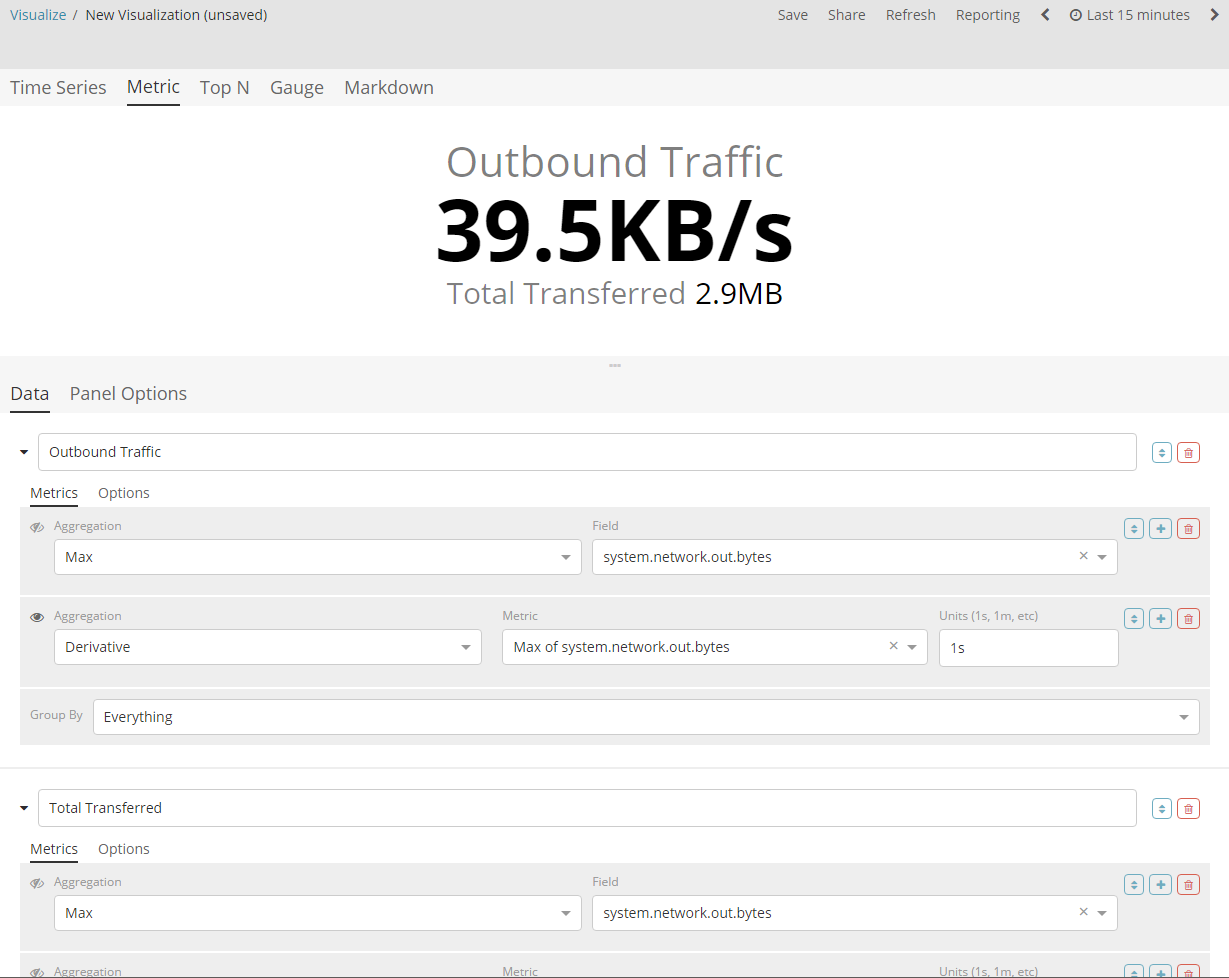 Visualize / New Visualization (unsaved) Save Share Refresh Reporting Last 15 minutes
Time Series Metric Top N Gauge Markdown
Outbound Traffic
39.5KB/s
Total Transferred 2.9MB
Data Panel Options
Outbound Traffic
Metrics Options
Aggregation Field
Max system.network.out.bytes
Aggregation Metric Units (1s, 1m, etc)
Derivative Max of system.network.out.bytes 1s
Group By Everything
Total Transferred
Metrics Options
Aggregation Field
Max system.network.out.bytes
Aggregation Metric Units (1s, 1m, etc)